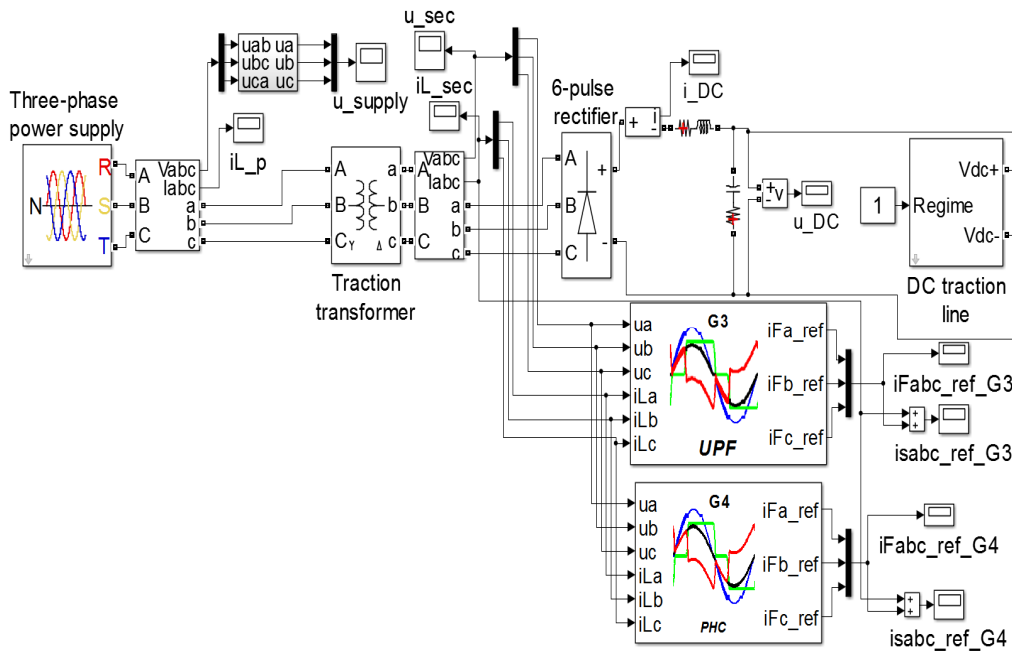 u_sec
uab ua
ubc ub
uca uc
u_supply
iL_sec
i_DC
6-pulse
rectifier
Three-phase
power supply
iL_p
N
R
S
T
A
B
C
Vabc
Iabc
a
b
c
A
B
C
Y
Δ
a
b
c
Traction
transformer
A
B
C
Vabc
Iabc
a
b
c
A
B
C
+
-
+
i
-
+
-
v
u_DC
1
Regime
Vdc+
Vdc-
DC traction
line
ua
ub
uc
iLa
iLb
iLc
G3
UPF
iFa_ref
iFb_ref
iFc_ref
iFabc_ref_G3
+
+
isabc_ref_G3
ua
ub
uc
iLa
iLb
iLc
G4
PHC
iFa_ref
iFb_ref
iFc_ref
iFabc_ref_G4
+
+
isabc_ref_G4